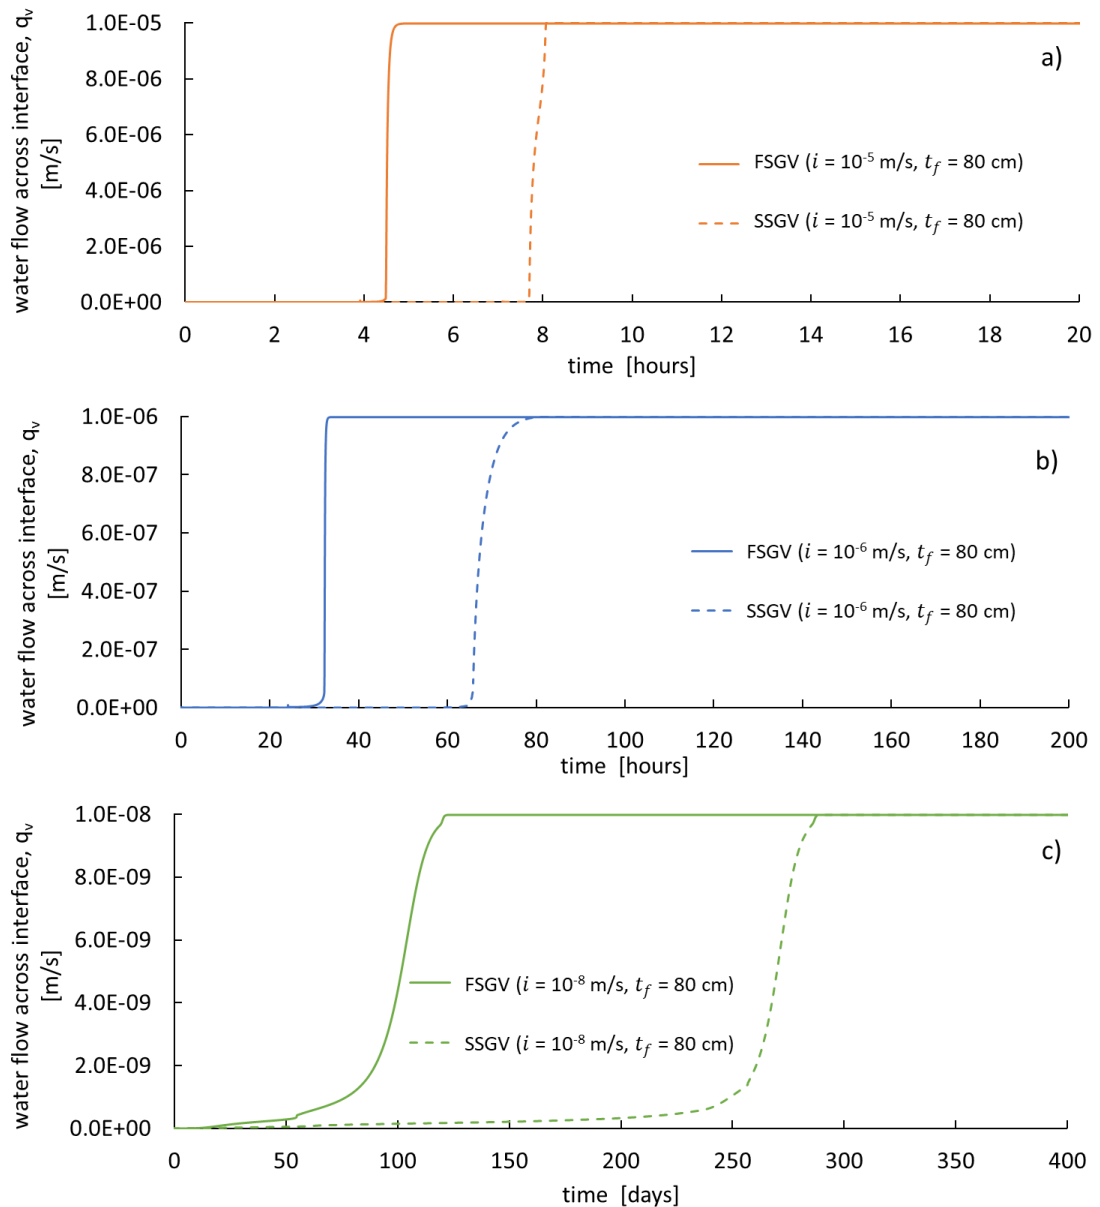 water flow across interface, qᵥ
[m/s]
1.0E-05
8.0E-06
6.0E-06
4.0E-06
2.0E-06
0.0E+00
a)
FSGV (i = 10⁻⁵ m/s, t_f = 80 cm)
SSGV (i = 10⁻⁵ m/s, t_f = 80 cm)
0 2 4 6 8 10 12 14 16 18 20
time [hours]
water flow across interface, qᵥ
[m/s]
1.0E-06
8.0E-07
6.0E-07
4.0E-07
2.0E-07
0.0E+00
b)
FSGV (i = 10⁻⁶ m/s, t_f = 80 cm)
SSGV (i = 10⁻⁶ m/s, t_f = 80 cm)
0 20 40 60 80 100 120 140 160 180 200
time [hours]
water flow across interface, qᵥ
[m/s]
1.0E-08
8.0E-09
6.0E-09
4.0E-09
2.0E-09
0.0E+00
c)
FSGV (i = 10⁻⁸ m/s, t_f = 80 cm)
SSGV (i = 10⁻⁸ m/s, t_f = 80 cm)
0 50 100 150 200 250 300 350 400
time [days]